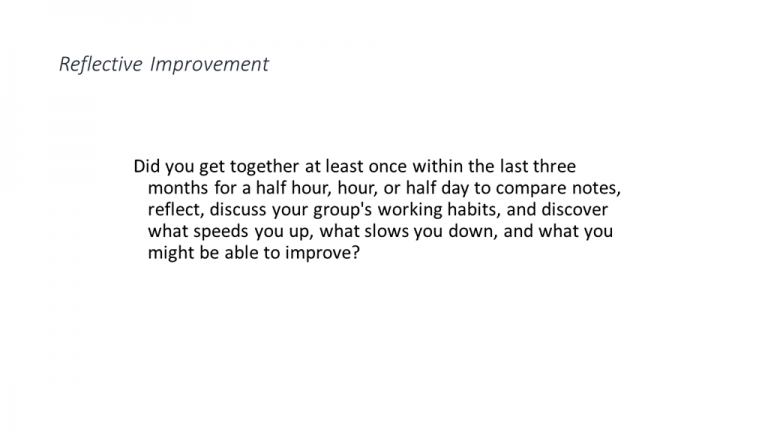 Reflective Improvement
Did you get together at least once within the last three
months for a half hour, hour, or half day to compare notes,
reflect, discuss your group's working habits, and discover
what speeds you up, what slows you down, and what you
might be able to improve?